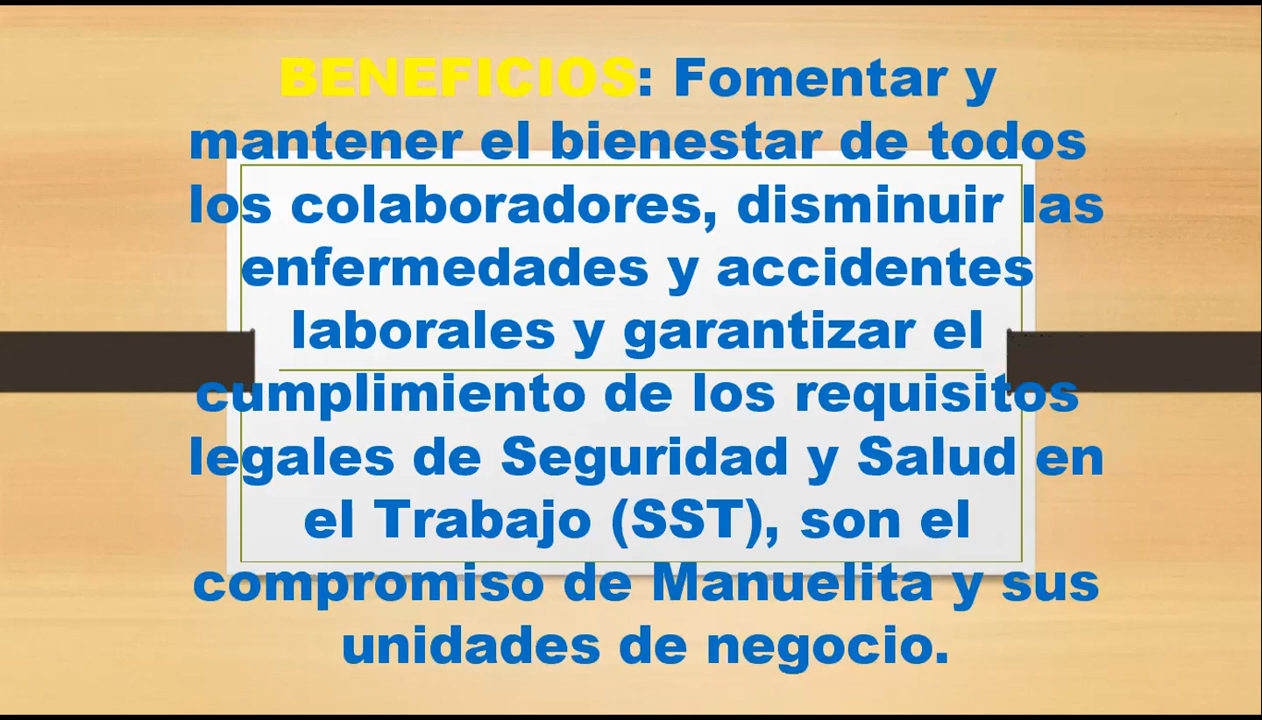 BENEFICIOS: Fomentar y
mantener el bienestar de todos
los colaboradores, disminuir las
enfermedades y accidentes
laborales y garantizar el
cumplimiento de los requisitos
legales de Seguridad y Salud en
el Trabajo (SST), son el
compromiso de Manuelita y sus
unidades de negocio.